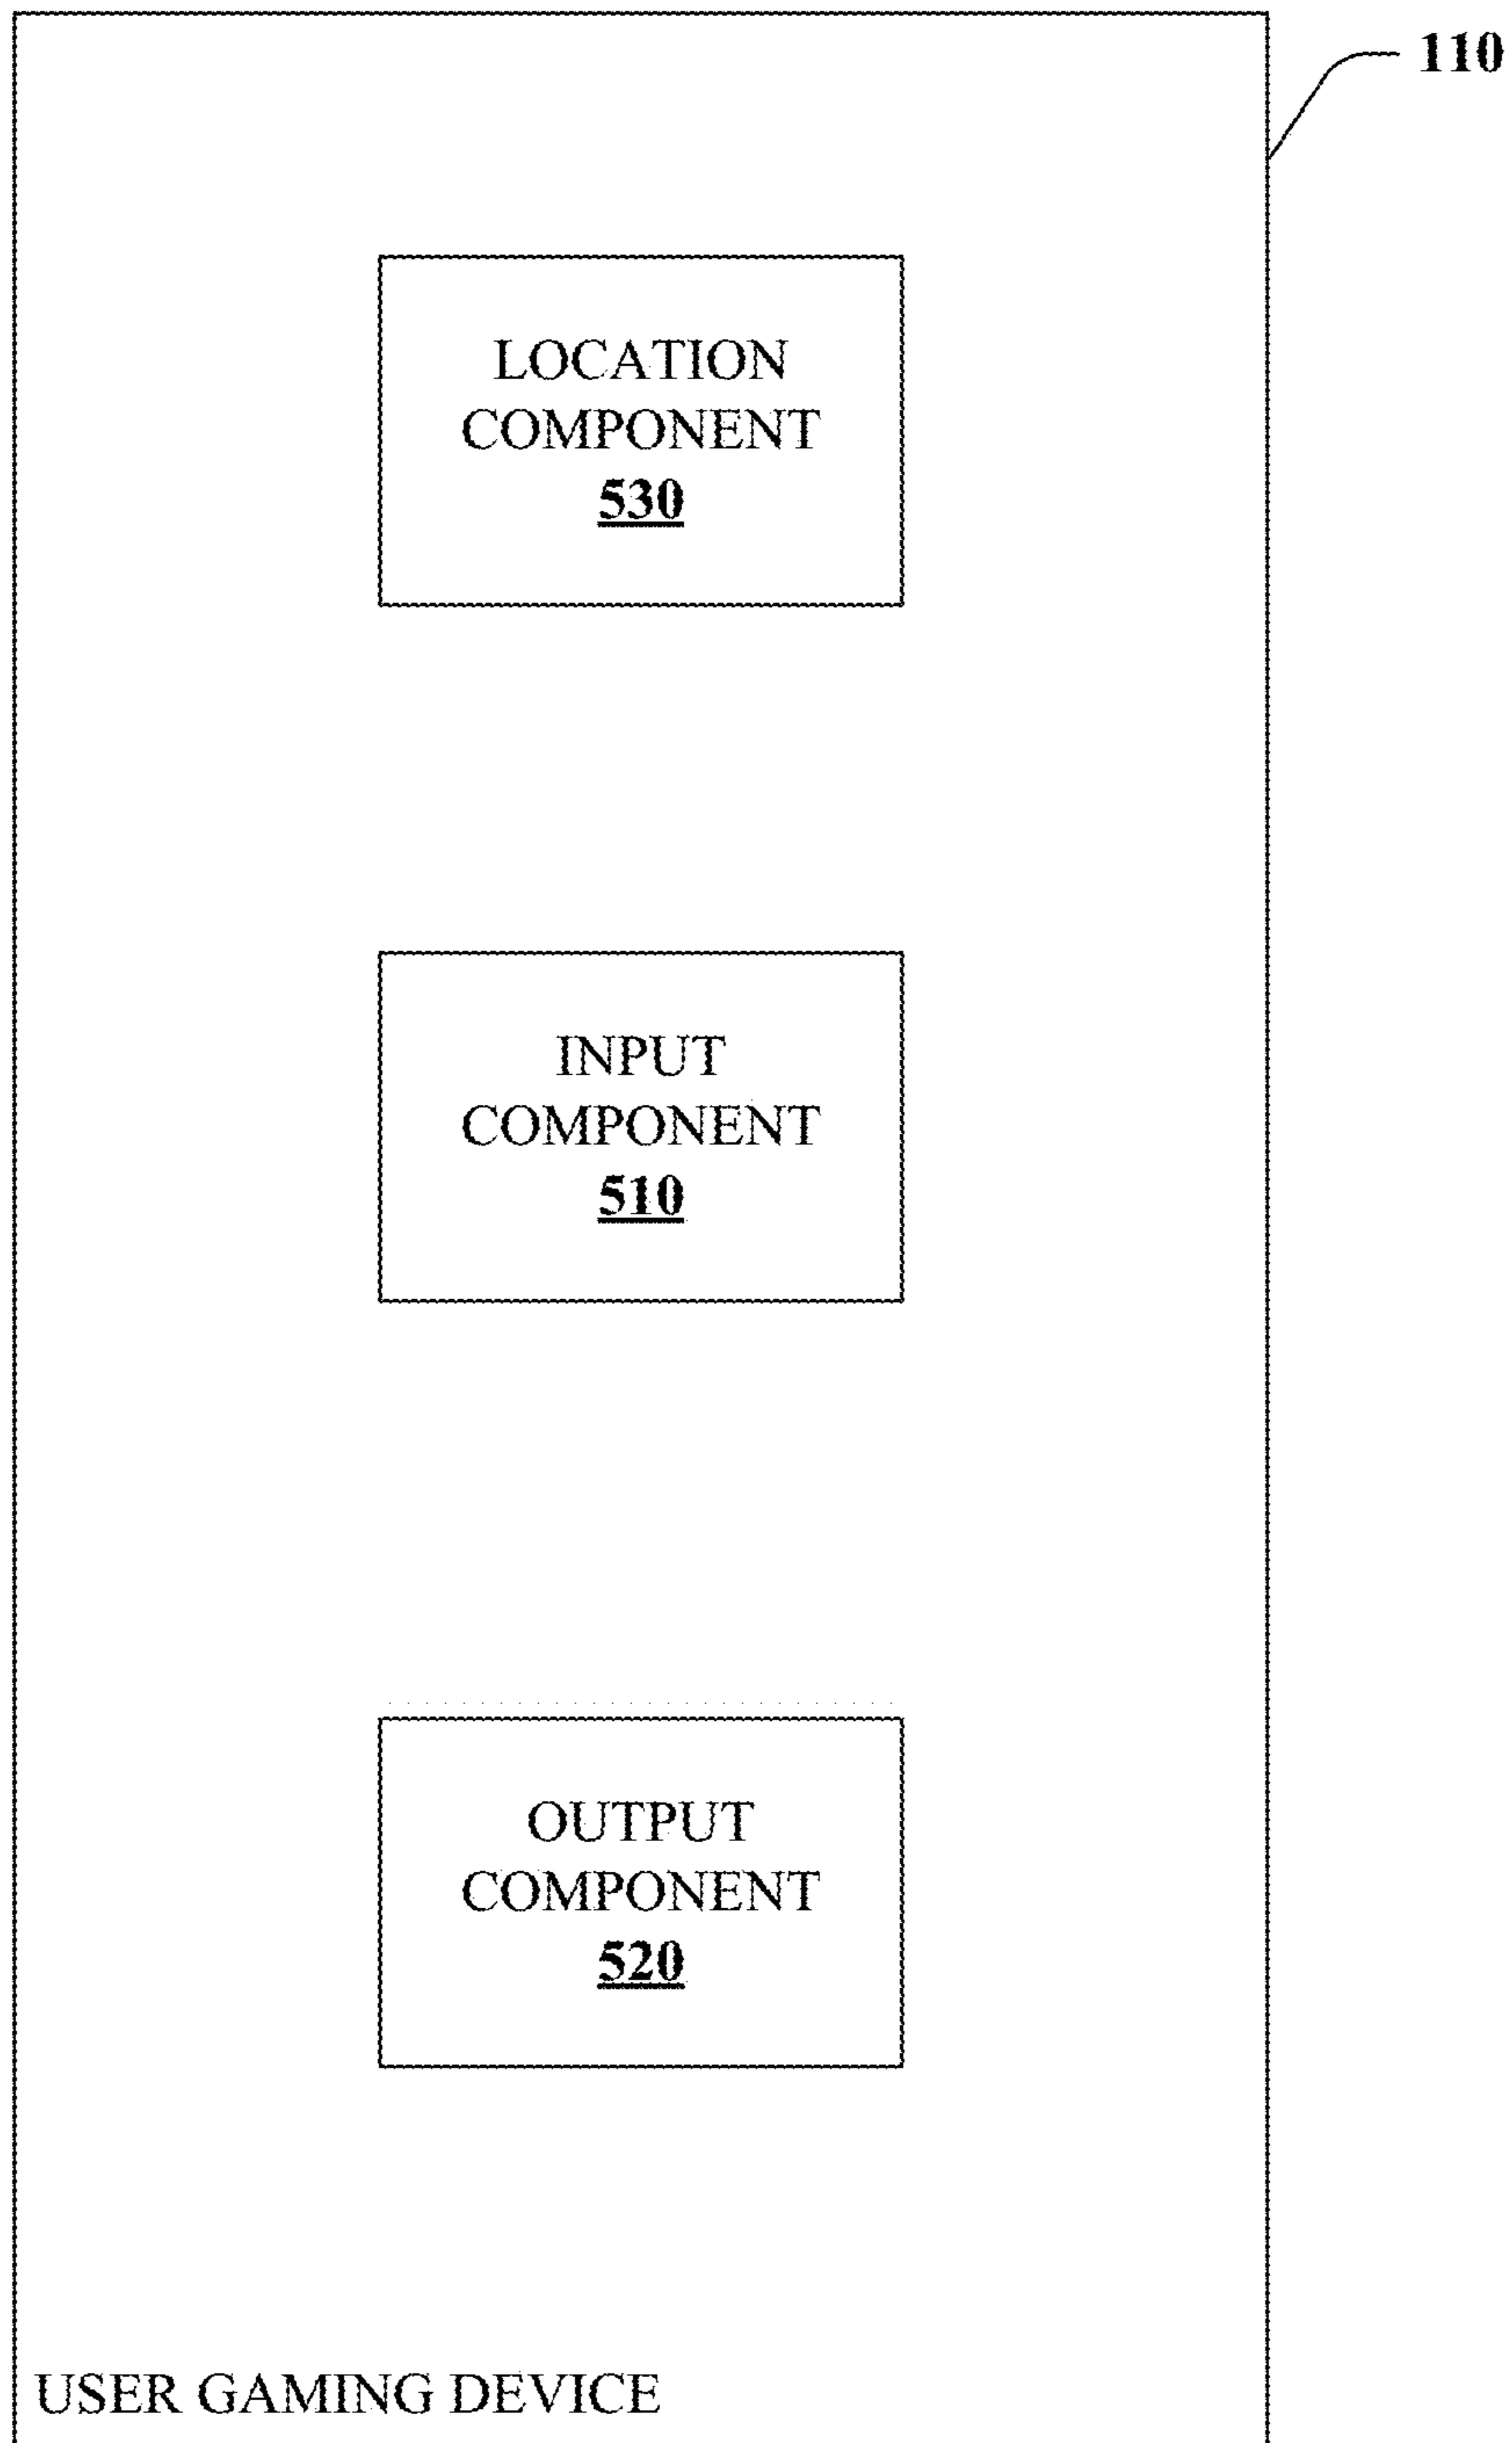 110
LOCATION
COMPONENT
530
INPUT
COMPONENT
510
OUTPUT
COMPONENT
520
USER GAMING DEVICE